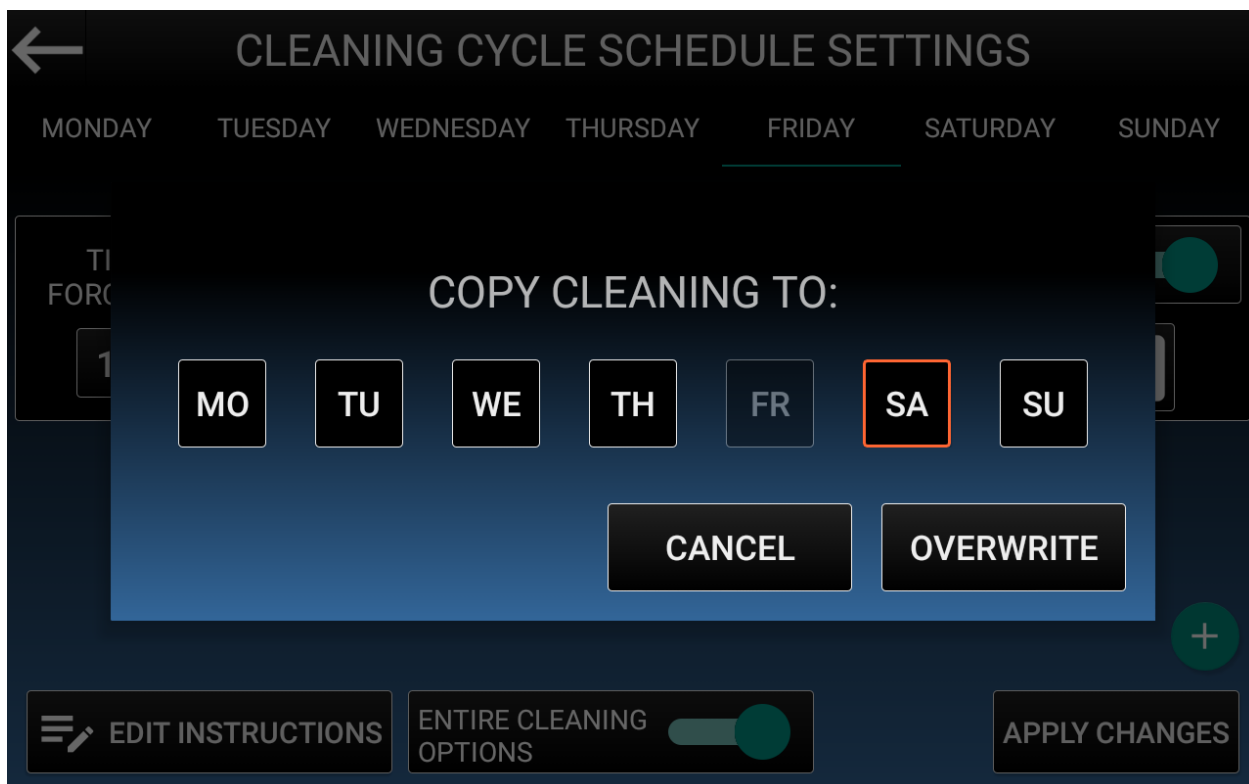 CLEANING CYCLE SCHEDULE SETTINGS
MONDAY TUESDAY WEDNESDAY THURSDAY FRIDAY SATURDAY SUNDAY
COPY CLEANING TO:
MO TU WE TH FR SA SU
CANCEL OVERWRITE
+
EDIT INSTRUCTIONS
ENTIRE CLEANING
OPTIONS
APPLY CHANGES